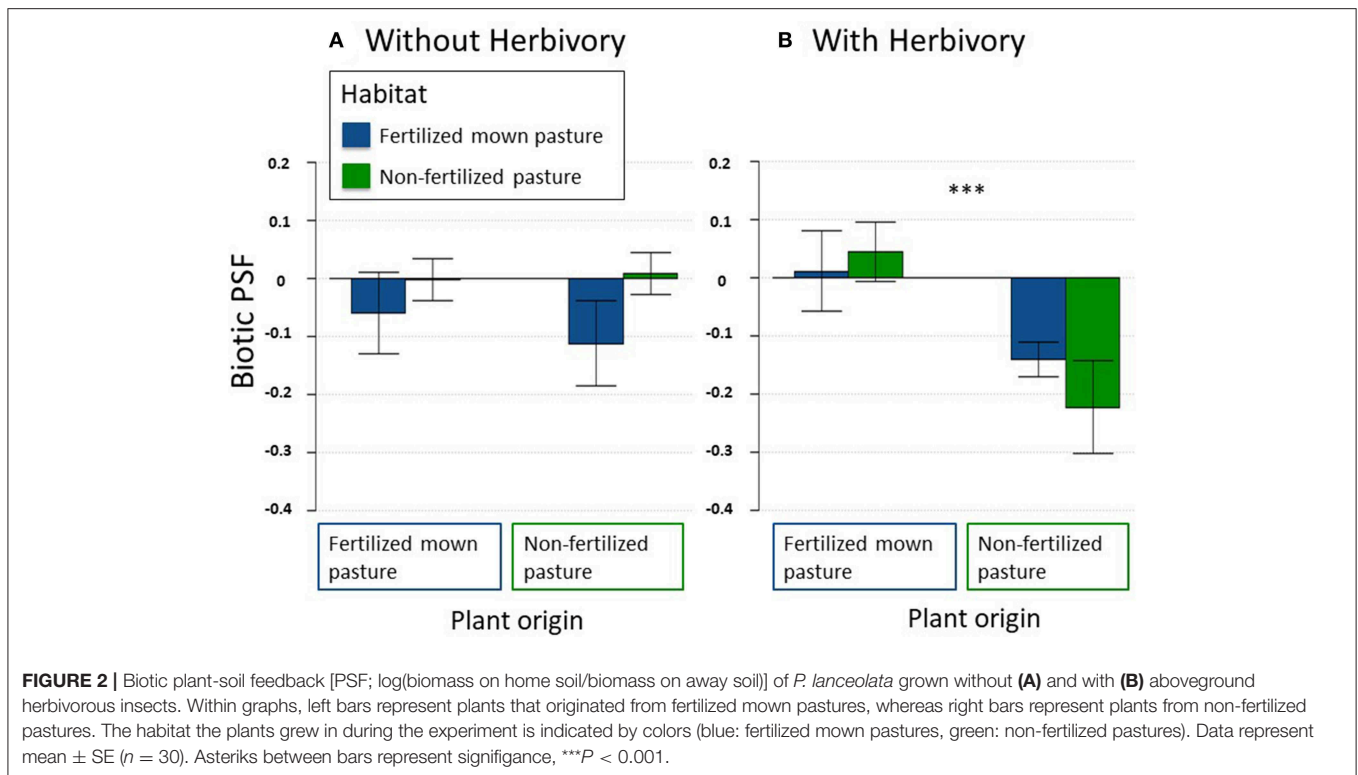 A Without Herbivory
B With Herbivory
Habitat
Fertilized mown pasture
Non-fertilized pasture
Biotic PSF
0.2
0.1
0
-0.1
-0.2
-0.3
-0.4
0.2
0.1
0
-0.1
-0.2
-0.3
-0.4
***
Fertilized mown
pasture
Non-fertilized
pasture
Plant origin
Fertilized mown
pasture
Non-fertilized
pasture
Plant origin
FIGURE 2 | Biotic plant-soil feedback [PSF; log(biomass on home soil/biomass on away soil)] of P. lanceolata grown without (A) and with (B) aboveground
herbivorous insects. Within graphs, left bars represent plants that originated from fertilized mown pastures, whereas right bars represent plants from non-fertilized
pastures. The habitat the plants grew in during the experiment is indicated by colors (blue: fertilized mown pastures, green: non-fertilized pastures). Data represent
mean ± SE (n = 30). Asteriks between bars represent signifigance, ***P < 0.001.